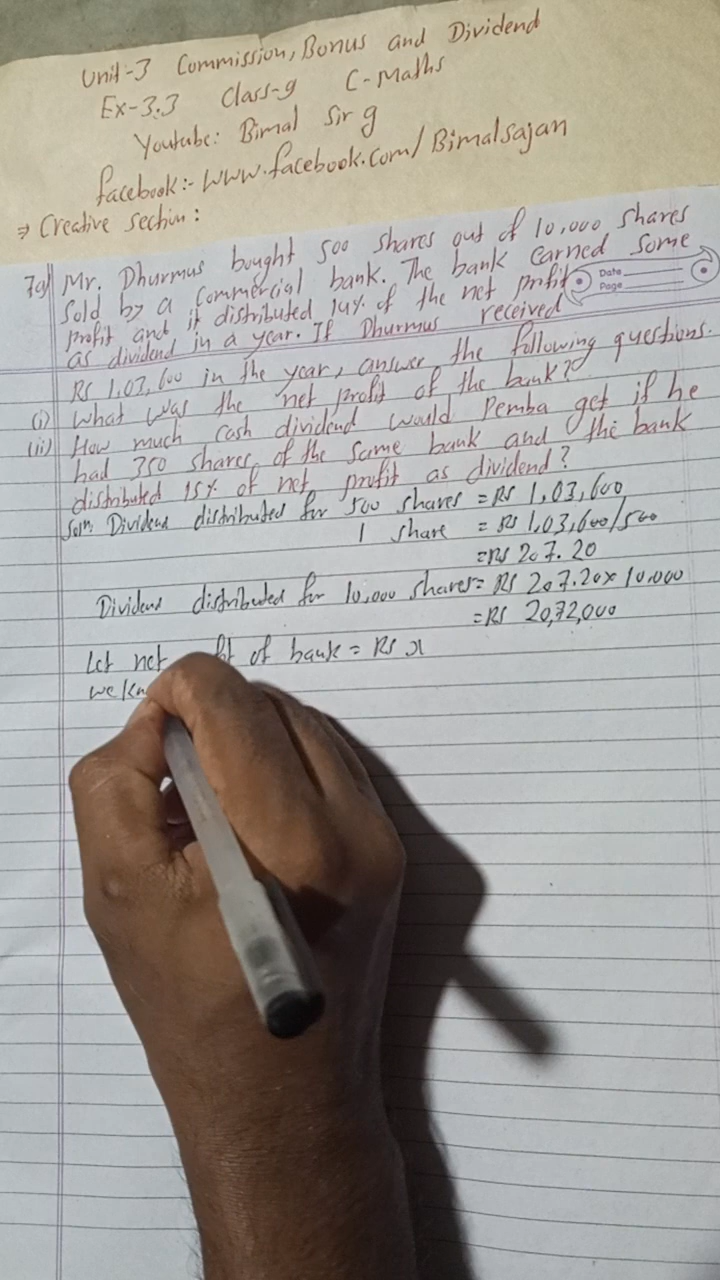 Unit-3 Commission, Bonus and Dividend
Ex-3.3 Class-9 C-Maths
Youtube: Bimal Sir g
facebook:- www.facebook.com/Bimalsajan
⇒ Creative section:
7a) Mr. Dhurmus bought 500 shares out of 10,000 shares
sold by a commercial bank. The bank earned some
profit and it distributed 14% of the net profit
as dividend in a year. If Dhurmus received
Date
Page
RS 1,03,600 in the year, answer the following questions.
(i) What was the net profit of the bank?
(ii) How much cash dividend would Pemba get if he
had 350 shares of the same bank and the bank
distributed 15% of net profit as dividend?
Soln: Dividend distributed for 500 shares = RS 1,03,600
1 share = RS 1,03,600/500
= RS 207.20
Dividend distributed for 10,000 shares = RS 207.20 x 10,000
= RS 20,72,000
Let net of bank = RS x
we